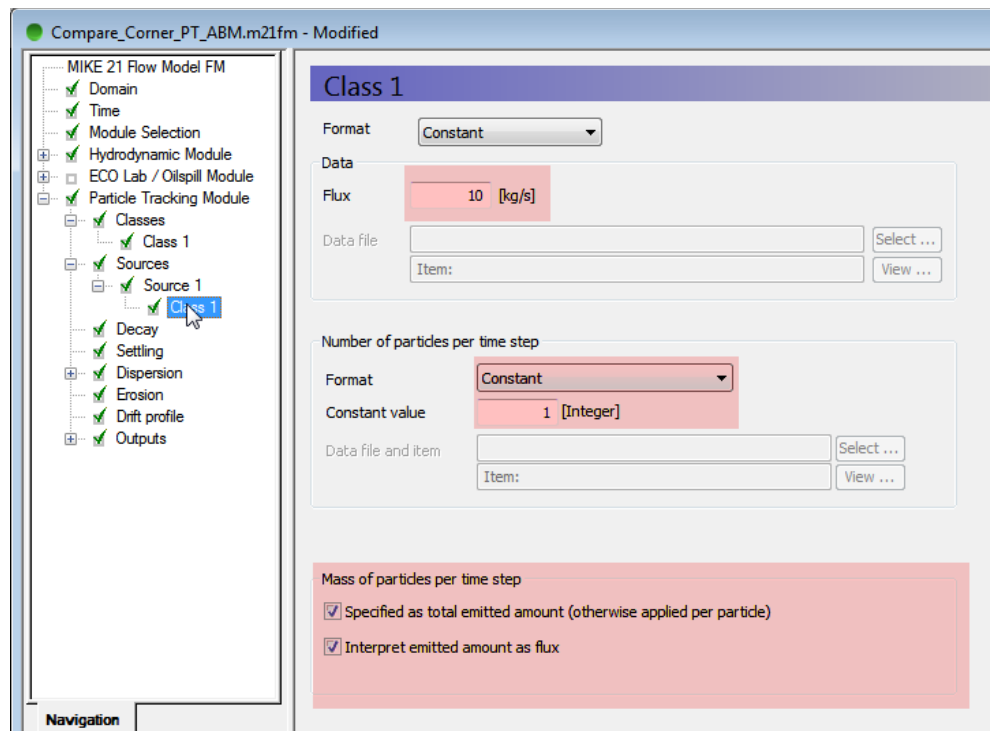 Compare_Corner_PT_ABM.m21fm - Modified
MIKE 21 Flow Model FM
Domain
Time
Module Selection
Hydrodynamic Module
ECO Lab / Oilspill Module
Particle Tracking Module
Classes
Class 1
Sources
Source 1
Class 1
Decay
Settling
Dispersion
Erosion
Drift profile
Outputs
Navigation
Class 1
Format Constant
Data
Flux 10 [kg/s]
Data file Select ...
Item: View ...
Number of particles per time step
Format Constant
Constant value 1 [Integer]
Data file and item Select ...
Item: View ...
Mass of particles per time step
Specified as total emitted amount (otherwise applied per particle)
Interpret emitted amount as flux